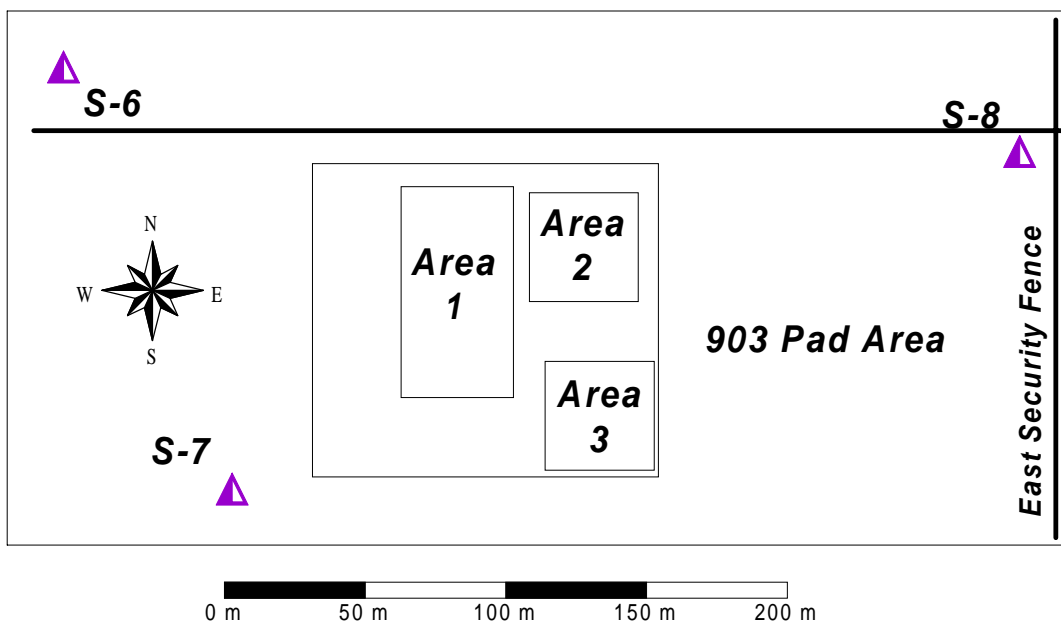 S-6
S-8
N
W
E
S
Area
1
Area
2
903 Pad Area
Area
3
S-7
East Security Fence
0 m
50 m
100 m
150 m
200 m